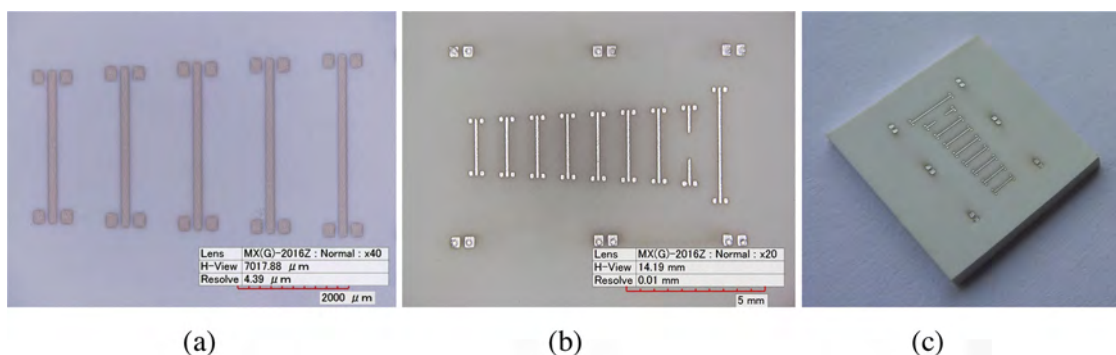 Lens MX(G)-2016Z : Normal : x40
H-View 7017.88 μm
Resolve 4.39 μm
2000 μm
Lens MX(G)-2016Z : Normal : x20
H-View 14.19 mm
Resolve 0.01 mm
5 mm
(a) (b) (c)